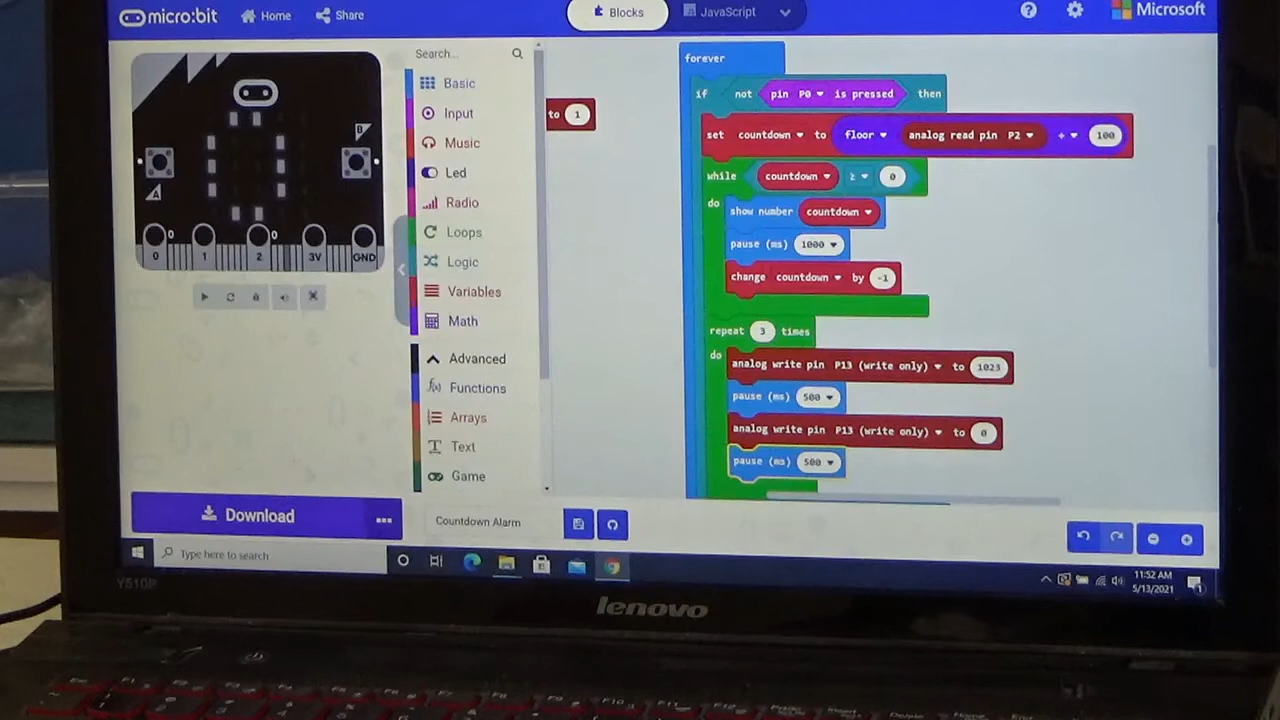 micro:bit Home Share Blocks JavaScript Microsoft
Search...
Basic
Input
Music
Led
Radio
Loops
Logic
Variables
Math
Advanced
Functions
Arrays
Text
Game
A
B
0
0
0 1 2 3V GND
Download ...
Countdown Alarm
to 1
forever
if not pin P0 is pressed then
set countdown to floor analog read pin P2 ÷ 100
while countdown ≥ 0
do
show number countdown
pause (ms) 1000
change countdown by -1
repeat 3 times
do
analog write pin P13 (write only) to 1023
pause (ms) 500
analog write pin P13 (write only) to 0
pause (ms) 500
Type here to search
11:52 AM
5/13/2021
1
Y510P
lenovo